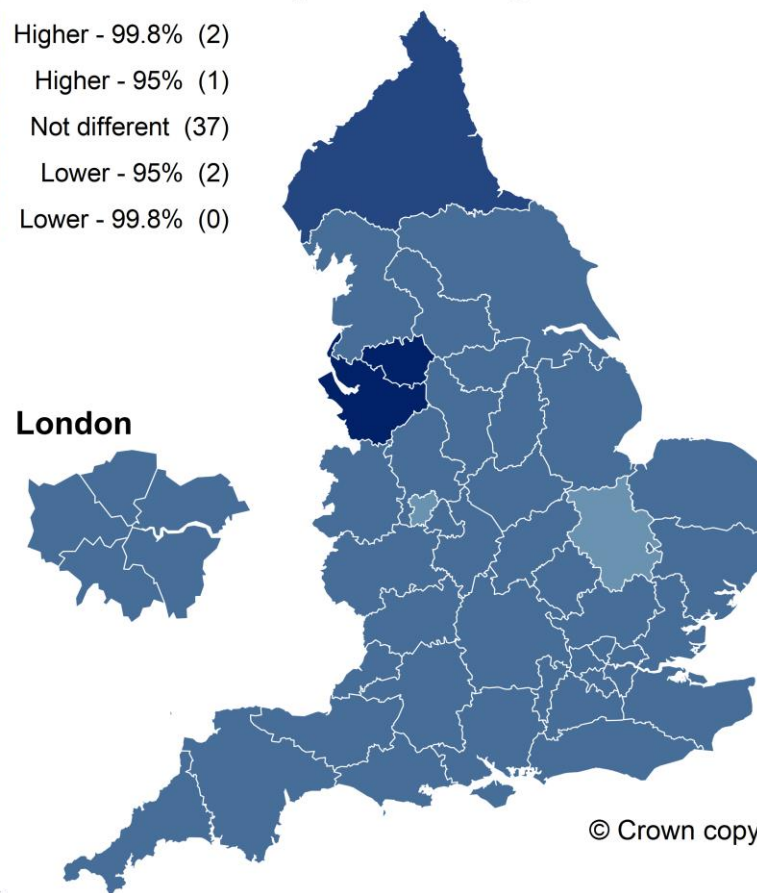 Higher - 99.8% (2)
Higher - 95% (1)
Not different (37)
Lower - 95% (2)
Lower - 99.8% (0)
London
© Crown copy